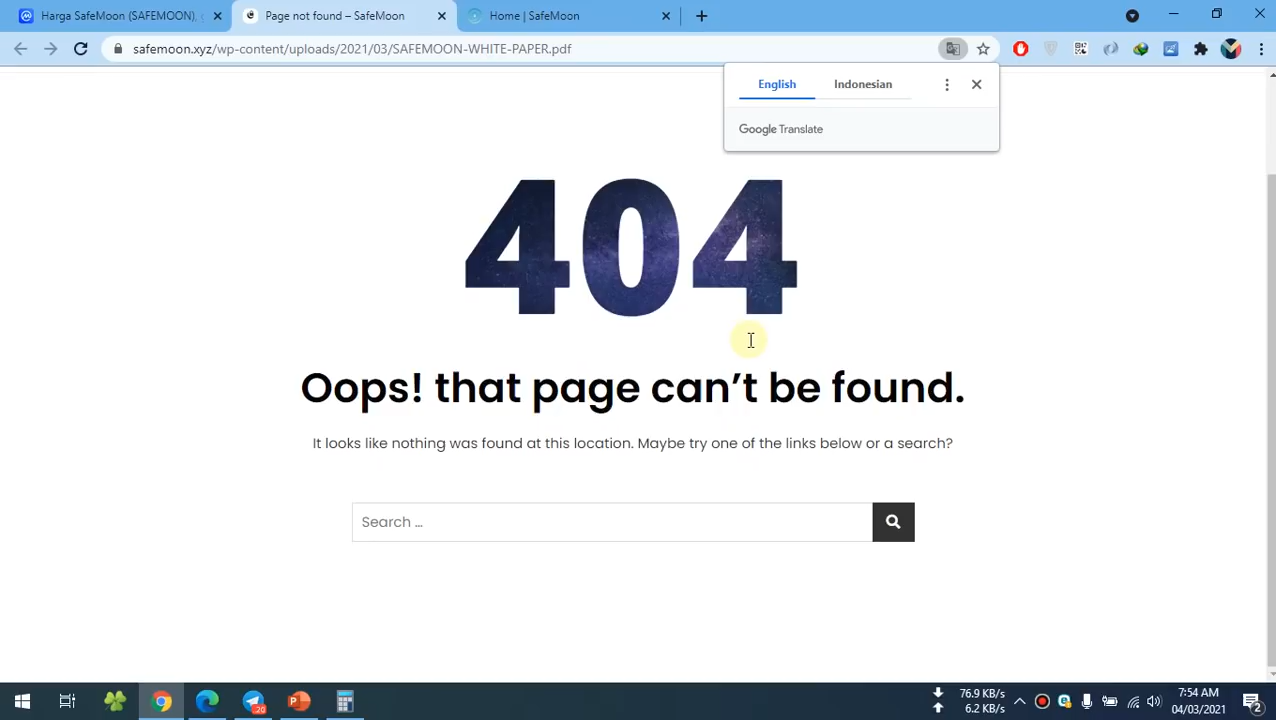 Harga SafeMoon (SAFEMOON),
Page not found – SafeMoon
Home | SafeMoon
safemoon.xyz/wp-content/uploads/2021/03/SAFEMOON-WHITE-PAPER.pdf
English
Indonesian
Google Translate
404
Oops! that page can’t be found.
It looks like nothing was found at this location. Maybe try one of the links below or a search?
Search …
20
76.9 KB/s
6.2 KB/s
7:54 AM
04/03/2021
2